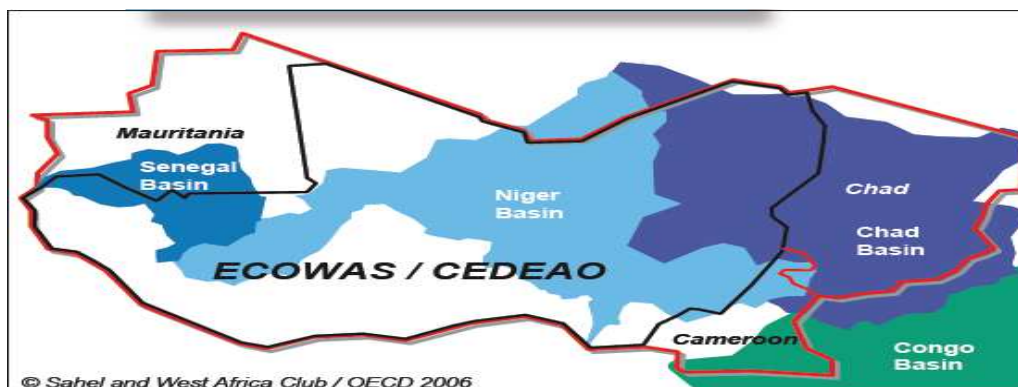 Mauritania
Senegal
Basin
Niger
Basin
Chad
Chad
Basin
ECOWAS / CEDEAO
Cameroon
Congo
Basin
© Sahel and West Africa Club / OECD 2006